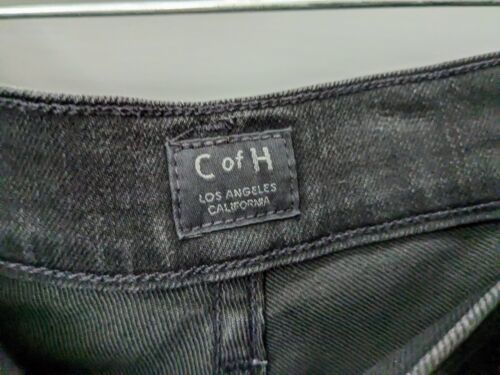 C of H
LOS ANGELES
CALIFORNIA